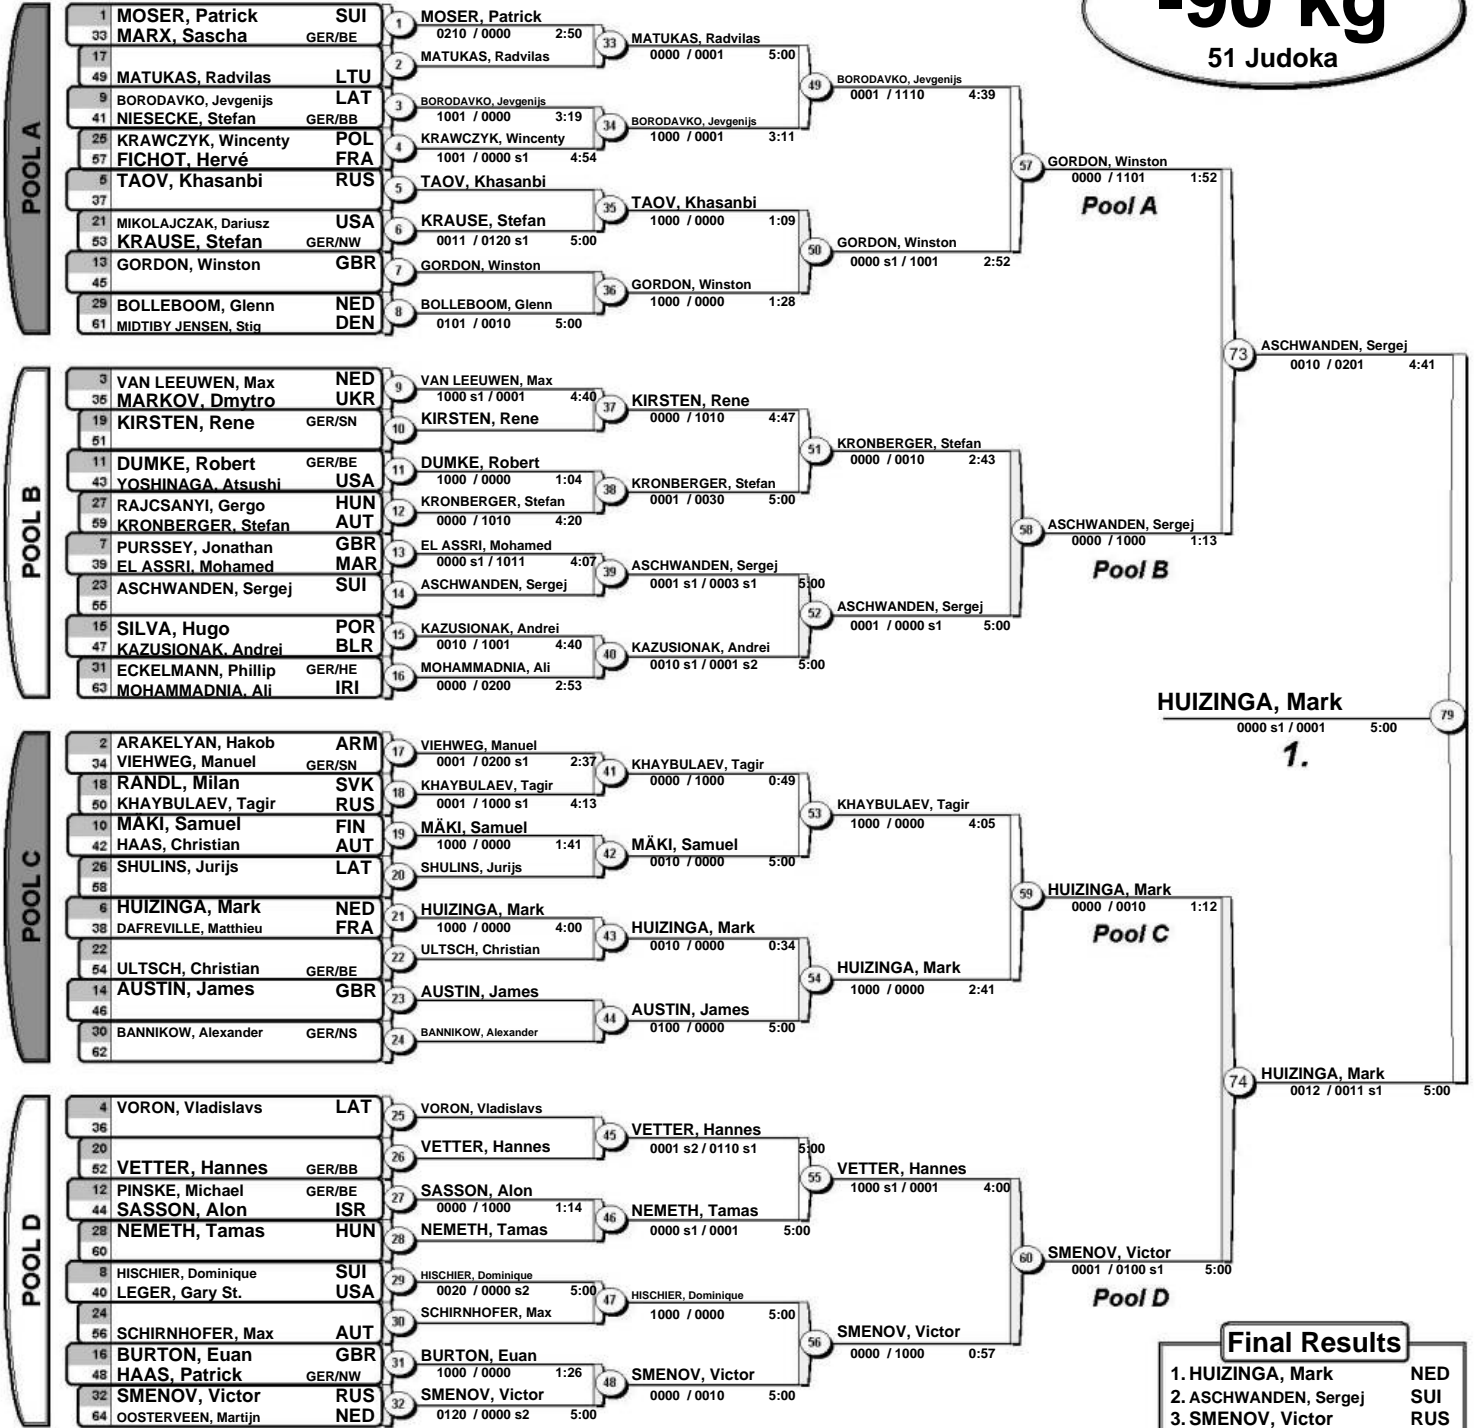 -90 kg
51 Judoka
POOL A
1 MOSER, Patrick SUI
33 MARX, Sascha GER/BE
17
49 MATUKAS, Radvilas LTU
9 BORODAVKO, Jevgenijs LAT
41 NIESECKE, Stefan GER/BB
25 KRAWCZYK, Wincenty POL
57 FICHOT, Hervé FRA
5 TAOV, Khasanbi RUS
37
21 MIKOLAJCZAK, Dariusz USA
53 KRAUSE, Stefan GER/NW
13 GORDON, Winston GBR
45
29 BOLLEBOOM, Glenn NED
61 MIDTIBY JENSEN, Stig DEN
1 MOSER, Patrick
0210 / 0000 2:50
2 MATUKAS, Radvilas
3 BORODAVKO, Jevgenijs
1001 / 0000 3:19
4 KRAWCZYK, Wincenty
1001 / 0000 s1 4:54
5 TAOV, Khasanbi
6 KRAUSE, Stefan
0011 / 0120 s1 5:00
7 GORDON, Winston
8 BOLLEBOOM, Glenn
0101 / 0010 5:00
33 MATUKAS, Radvilas
0000 / 0001 5:00
34 BORODAVKO, Jevgenijs
1000 / 0001 3:11
35 TAOV, Khasanbi
1000 / 0000 1:09
36 GORDON, Winston
1000 / 0000 1:28
49 BORODAVKO, Jevgenijs
0001 / 1110 4:39
50 GORDON, Winston
0000 s1 / 1001 2:52
57 GORDON, Winston
0000 / 1101 1:52
Pool A
POOL B
3 VAN LEEUWEN, Max NED
35 MARKOV, Dmytro UKR
19 KIRSTEN, Rene GER/SN
51
11 DUMKE, Robert GER/BE
43 YOSHINAGA, Atsushi USA
27 RAJCSANYI, Gergo HUN
59 KRONBERGER, Stefan AUT
7 PURSSEY, Jonathan GBR
39 EL ASSRI, Mohamed MAR
23 ASCHWANDEN, Sergej SUI
55
15 SILVA, Hugo POR
47 KAZUSIONAK, Andrei BLR
31 ECKELMANN, Phillip GER/HE
63 MOHAMMADNIA, Ali IRI
9 VAN LEEUWEN, Max
1000 s1 / 0001 4:40
10 KIRSTEN, Rene
11 DUMKE, Robert
1000 / 0000 1:04
12 KRONBERGER, Stefan
0000 / 1010 4:20
13 EL ASSRI, Mohamed
0000 s1 / 1011 4:07
14 ASCHWANDEN, Sergej
15 KAZUSIONAK, Andrei
0010 / 1001 4:40
16 MOHAMMADNIA, Ali
0000 / 0200 2:53
37 KIRSTEN, Rene
0000 / 1010 4:47
38 KRONBERGER, Stefan
0001 / 0030 5:00
39 ASCHWANDEN, Sergej
0001 s1 / 0003 s1 5:00
40 KAZUSIONAK, Andrei
0010 s1 / 0001 s2 5:00
51 KRONBERGER, Stefan
0000 / 0010 2:43
52 ASCHWANDEN, Sergej
0001 / 0000 s1 5:00
58 ASCHWANDEN, Sergej
0000 / 1000 1:13
Pool B
73 ASCHWANDEN, Sergej
0010 / 0201 4:41
HUIZINGA, Mark 79
0000 s1 / 0001 5:00
1.
POOL C
2 ARAKELYAN, Hakob ARM
34 VIEHWEG, Manuel GER/SN
18 RANDL, Milan SVK
50 KHAYBULAEV, Tagir RUS
10 MÄKI, Samuel FIN
42 HAAS, Christian AUT
26 SHULINS, Jurijs LAT
58
6 HUIZINGA, Mark NED
38 DAFREVILLE, Matthieu FRA
22
54 ULTSCH, Christian GER/BE
14 AUSTIN, James GBR
46
30 BANNIKOW, Alexander GER/NS
62
17 VIEHWEG, Manuel
0001 / 0200 s1 2:37
18 KHAYBULAEV, Tagir
0001 / 1000 s1 4:13
19 MÄKI, Samuel
1000 / 0000 1:41
20 SHULINS, Jurijs
21 HUIZINGA, Mark
1000 / 0000 4:00
22 ULTSCH, Christian
23 AUSTIN, James
24 BANNIKOW, Alexander
41 KHAYBULAEV, Tagir
0000 / 1000 0:49
42 MÄKI, Samuel
0010 / 0000 5:00
43 HUIZINGA, Mark
0010 / 0000 0:34
44 AUSTIN, James
0100 / 0000 5:00
53 KHAYBULAEV, Tagir
1000 / 0000 4:05
54 HUIZINGA, Mark
1000 / 0000 2:41
59 HUIZINGA, Mark
0000 / 0010 1:12
Pool C
74 HUIZINGA, Mark
0012 / 0011 s1 5:00
POOL D
4 VORON, Vladislavs LAT
36
20
52 VETTER, Hannes GER/BB
12 PINSKE, Michael GER/BE
44 SASSON, Alon ISR
28 NEMETH, Tamas HUN
60
8 HISCHIER, Dominique SUI
40 LEGER, Gary St. USA
24
56 SCHIRNHOFER, Max AUT
16 BURTON, Euan GBR
48 HAAS, Patrick GER/NW
32 SMENOV, Victor RUS
64 OOSTERVEEN, Martijn NED
25 VORON, Vladislavs
26 VETTER, Hannes
27 SASSON, Alon
0000 / 1000 1:14
28 NEMETH, Tamas
29 HISCHIER, Dominique
0020 / 0000 s2 5:00
30 SCHIRNHOFER, Max
31 BURTON, Euan
1000 / 0000 1:26
32 SMENOV, Victor
0120 / 0000 s2 5:00
45 VETTER, Hannes
0001 s2 / 0110 s1 5:00
46 NEMETH, Tamas
0000 s1 / 0001 5:00
47 HISCHIER, Dominique
1000 / 0000 5:00
48 SMENOV, Victor
0000 / 0010 5:00
55 VETTER, Hannes
1000 s1 / 0001 4:00
56 SMENOV, Victor
0000 / 1000 0:57
60 SMENOV, Victor
0001 / 0100 s1 5:00
Pool D
Final Results
1. HUIZINGA, Mark NED
2. ASCHWANDEN, Sergej SUI
3. SMENOV, Victor RUS